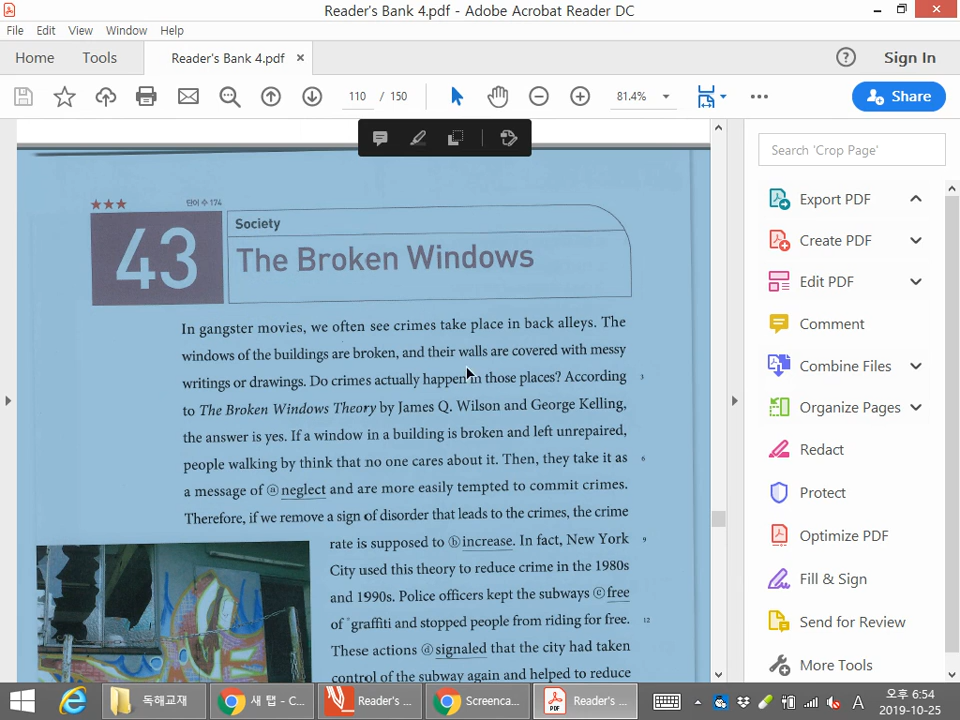 Reader's Bank 4.pdf - Adobe Acrobat Reader DC
File Edit View Window Help
Home Tools Reader's Bank 4.pdf × Sign In
110 / 150 81.4% Share
Search 'Crop Page'
Export PDF
Create PDF
Edit PDF
Comment
Combine Files
Organize Pages
Redact
Protect
Optimize PDF
Fill & Sign
Send for Review
More Tools
★★★ 단어 수 174
43
Society
The Broken Windows
In gangster movies, we often see crimes take place in back alleys. The
windows of the buildings are broken, and their walls are covered with messy
writings or drawings. Do crimes actually happen in those places? According 3
to The Broken Windows Theory by James Q. Wilson and George Kelling,
the answer is yes. If a window in a building is broken and left unrepaired,
people walking by think that no one cares about it. Then, they take it as 6
a message of ⓐneglect and are more easily tempted to commit crimes.
Therefore, if we remove a sign of disorder that leads to the crimes, the crime
rate is supposed to ⓑincrease. In fact, New York 9
City used this theory to reduce crime in the 1980s
and 1990s. Police officers kept the subways ⓒfree
of *graffiti and stopped people from riding for free. 12
These actions ⓓsignaled that the city had taken
control of the subway again and helped to reduce
독해교재
새 탭 - C...
Reader's ...
Screenca...
Reader's ...
A
오후 6:54
2019-10-25